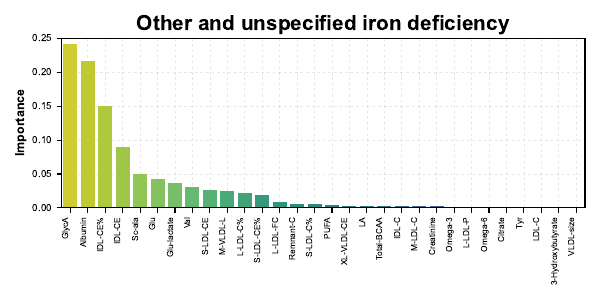 Other and unspecified iron deficiency
Importance
0.25
0.20
0.15
0.10
0.05
0.00
GlycA
Albumin
IDL-CE%
IDL-CE
Sc-ala
Glu
Glu-lactate
Val
S-LDL-CE
M-VLDL-L
L-LDL-C%
S-LDL-CE%
L-LDL-FC
Remnant-C
S-LDL-C%
PUFA
XL-VLDL-CE
LA
Total-BCAA
IDL-C
M-LDL-C
Creatinine
Omega-3
L-LDL-P
Omega-6
Citrate
Tyr
LDL-C
3-Hydroxybutyrate
VLDL-size